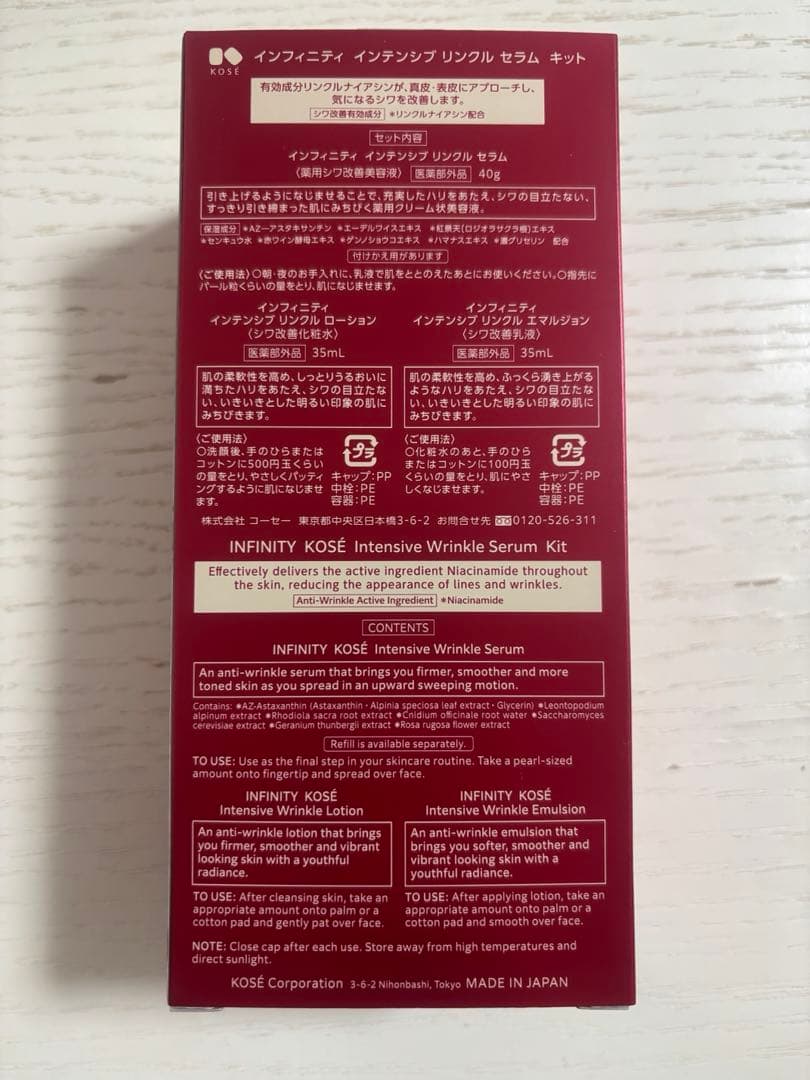 KOSÉ インフィニティ インテンシブ リンクル セラム キット
有効成分リンクルナイアシンが、真皮・表皮にアプローチし、
気になるシワを改善します。
シワ改善有効成分 *リンクルナイアシン配合
セット内容
インフィニティ インテンシブ リンクル セラム
〈薬用シワ改善美容液〉 医薬部外品 40g
引き上げるようになじませることで、充実したハリをあたえ、シワの目立たない、
すっきり引き締まった肌にみちびく薬用クリーム状美容液。
保湿成分 *AZ―アスタキサンチン *エーデルワイスエキス *紅景天(ロジオラサクラ根)エキス
*センキュウ水 *赤ワイン酵母エキス *ゲンノショウコエキス *ハマナスエキス *濃グリセリン 配合
付けかえ用があります
〈ご使用法〉○朝・夜のお手入れに、乳液で肌をととのえたあとにお使いください。○指先に
パール粒くらいの量をとり、肌になじませます。
インフィニティ
インテンシブ リンクル ローション
〈シワ改善化粧水〉
医薬部外品 35mL
肌の柔軟性を高め、しっとりうるおいに
満ちたハリをあたえ、シワの目立たな
い、いきいきとした明るい印象の肌に
みちびきます。
〈ご使用法〉
○洗顔後、手のひらまたは
コットンに500円玉くらい
の量をとり、やさしくパッティ
ングするように肌になじませ
ます。
プラ
キャップ:PP
中栓:PE
容器:PE
インフィニティ
インテンシブ リンクル エマルジョン
〈シワ改善乳液〉
医薬部外品 35mL
肌の柔軟性を高め、ふっくら湧き上がる
ようなハリをあたえ、シワの目立たな
い、いきいきとした明るい印象の肌に
みちびきます。
〈ご使用法〉
○化粧水のあと、手のひら
またはコットンに100円玉
くらいの量をとり、肌にやさ
しくなじませます。
プラ
キャップ:PP
中栓:PE
容器:PE
株式会社 コーセー 東京都中央区日本橋3-6-2 お問合せ先 0120-526-311
INFINITY KOSÉ Intensive Wrinkle Serum Kit
Effectively delivers the active ingredient Niacinamide throughout
the skin, reducing the appearance of lines and wrinkles.
Anti-Wrinkle Active Ingredient *Niacinamide
CONTENTS
INFINITY KOSÉ Intensive Wrinkle Serum
An anti-wrinkle serum that brings you firmer, smoother and more
toned skin as you spread in an upward sweeping motion.
Contains: *AZ-Astaxanthin (Astaxanthin・Alpinia speciosa leaf extract・Glycerin) *Leontopodium
alpinum extract *Rhodiola sacra root extract *Cnidium officinale root water *Saccharomyces
cerevisiae extract *Geranium thunbergii extract *Rosa rugosa flower extract
Refill is available separately.
TO USE: Use as the final step in your skincare routine. Take a pearl-sized
amount onto fingertip and spread over face.
INFINITY KOSÉ
Intensive Wrinkle Lotion
An anti-wrinkle lotion that brings
you firmer, smoother and vibrant
looking skin with a youthful
radiance.
TO USE: After cleansing skin, take an
appropriate amount onto palm or a
cotton pad and gently pat over face.
INFINITY KOSÉ
Intensive Wrinkle Emulsion
An anti-wrinkle emulsion that
brings you softer, smoother and
vibrant looking skin with a
youthful radiance.
TO USE: After applying lotion, take an
appropriate amount onto palm or a
cotton pad and smooth over face.
NOTE: Close cap after each use. Store away from high temperatures and
direct sunlight.
KOSÉ Corporation 3-6-2 Nihonbashi, Tokyo MADE IN JAPAN